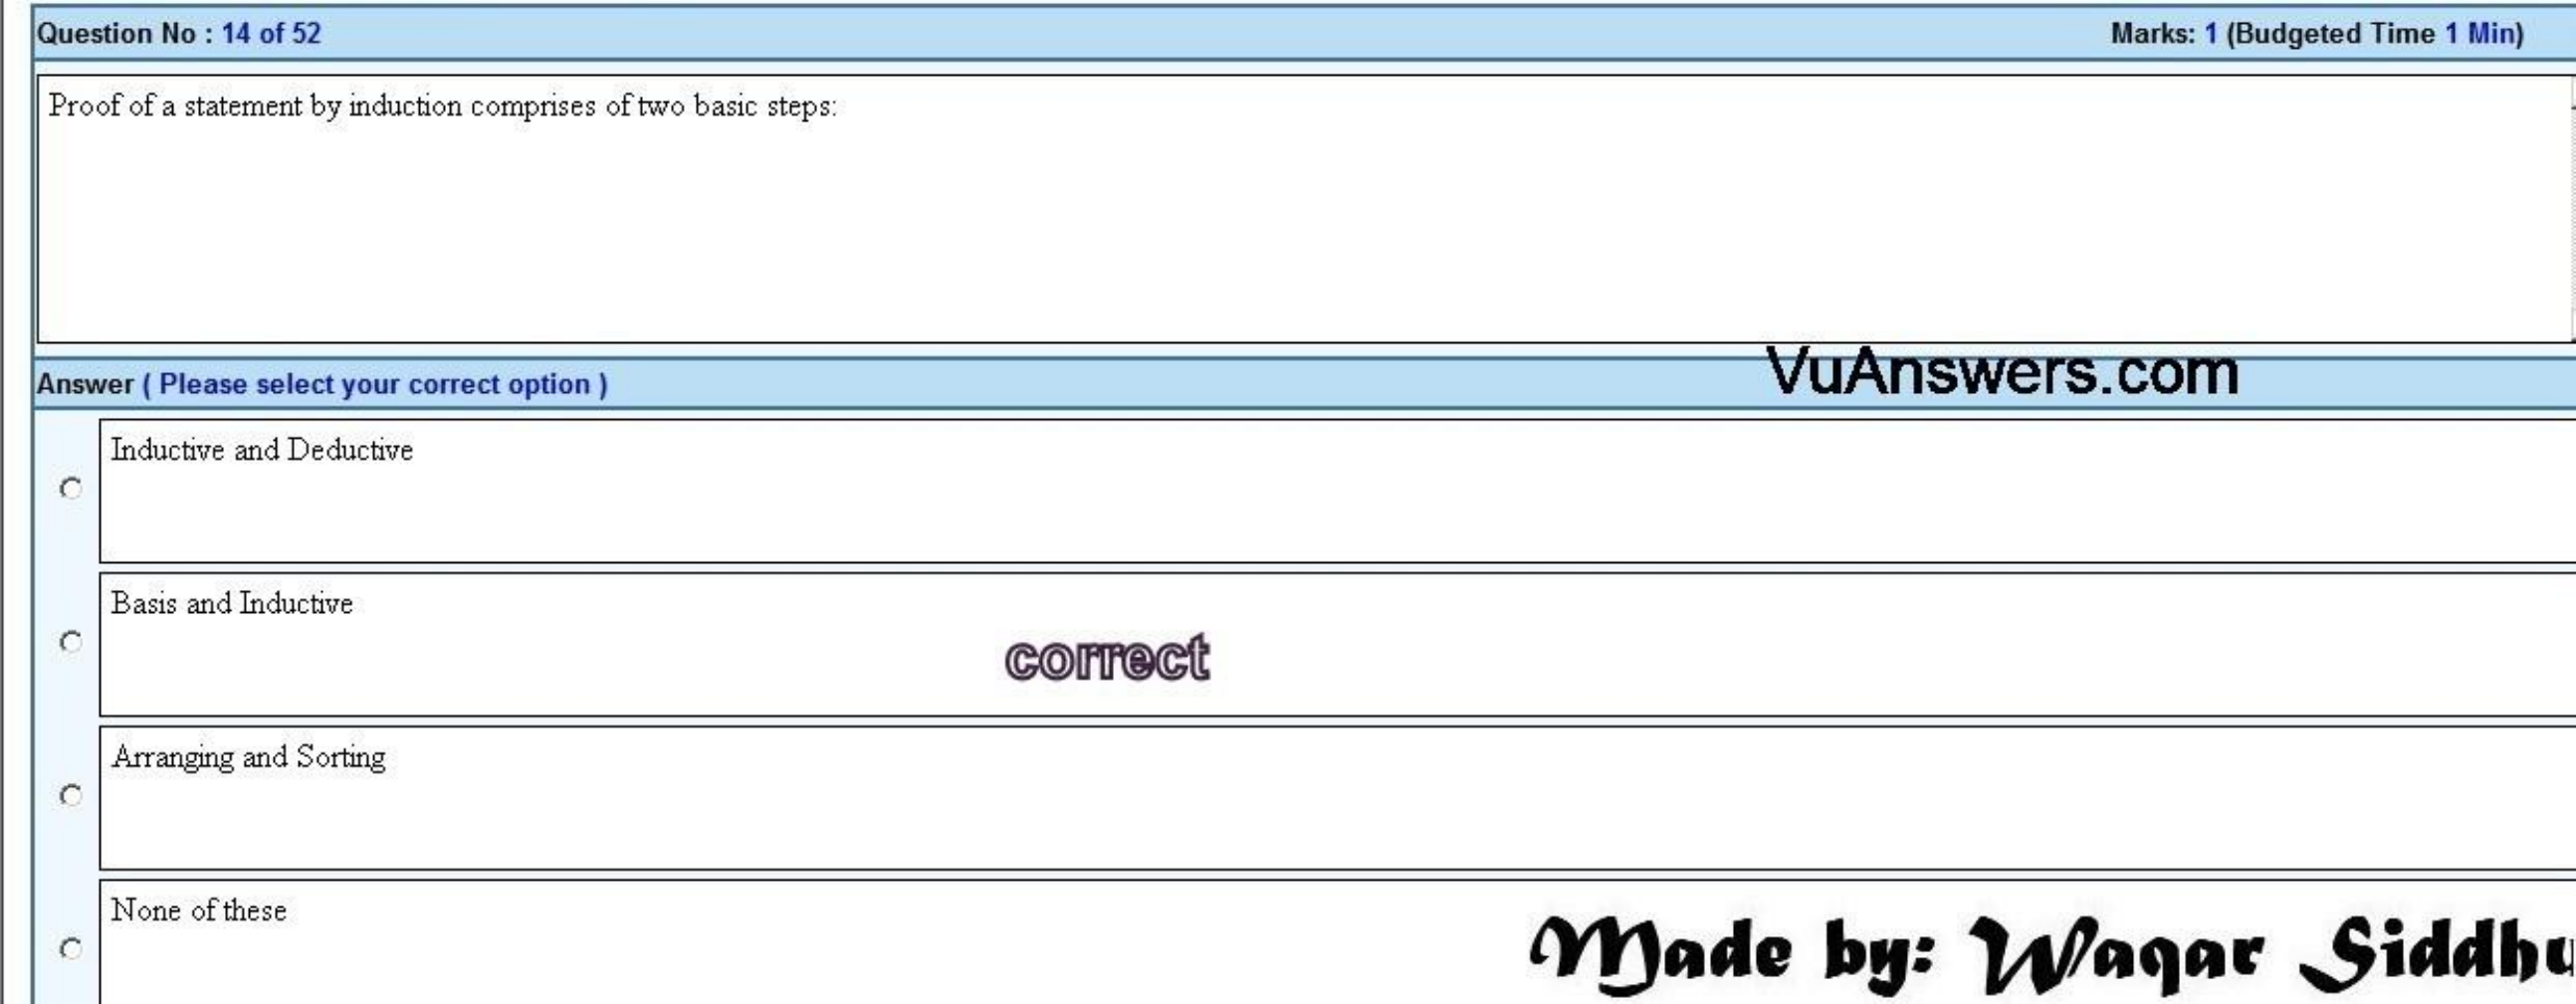 Question No : 14 of 52 Marks: 1 (Budgeted Time 1 Min)
Proof of a statement by induction comprises of two basic steps:
VuAnswers.com
Answer ( Please select your correct option )
Inductive and Deductive
Basis and Inductive
correct
Arranging and Sorting
None of these
Made by: Waqar Siddhu